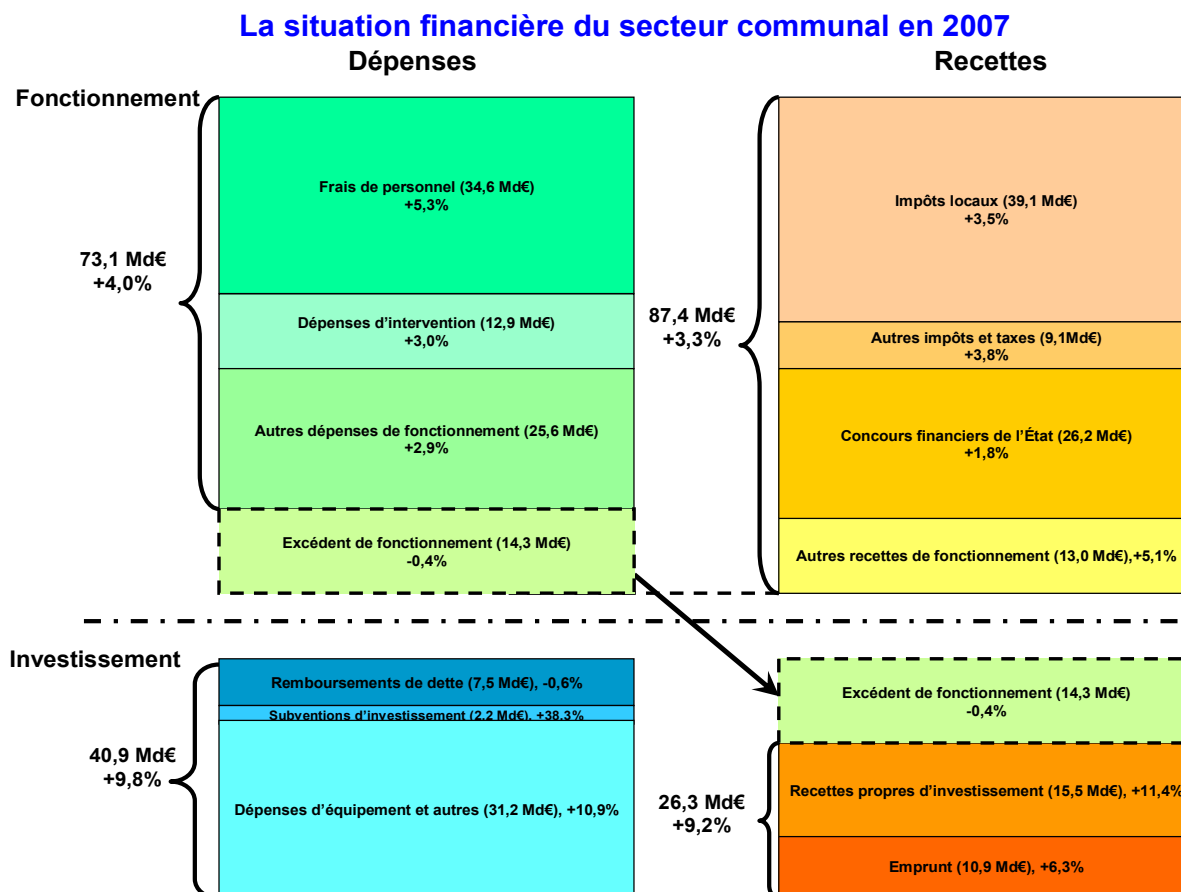 La situation financière du secteur communal en 2007
Dépenses
Recettes
Fonctionnement
Frais de personnel (34,6 Md€)
+5,3%
73,1 Md€
+4,0%
Dépenses d'intervention (12,9 Md€)
+3,0%
Autres dépenses de fonctionnement (25,6 Md€)
+2,9%
Excédent de fonctionnement (14,3 Md€)
-0,4%
87,4 Md€
+3,3%
Impôts locaux (39,1 Md€)
+3,5%
Autres impôts et taxes (9,1Md€)
+3,8%
Concours financiers de l'État (26,2 Md€)
+1,8%
Autres recettes de fonctionnement (13,0 Md€),+5,1%
Investissement
40,9 Md€
+9,8%
Remboursements de dette (7,5 Md€), -0,6%
Subventions d'investissement (2,2 Md€), +38,3%
Dépenses d'équipement et autres (31,2 Md€), +10,9%
Excédent de fonctionnement (14,3 Md€)
-0,4%
26,3 Md€
+9,2%
Recettes propres d'investissement (15,5 Md€), +11,4%
Emprunt (10,9 Md€), +6,3%